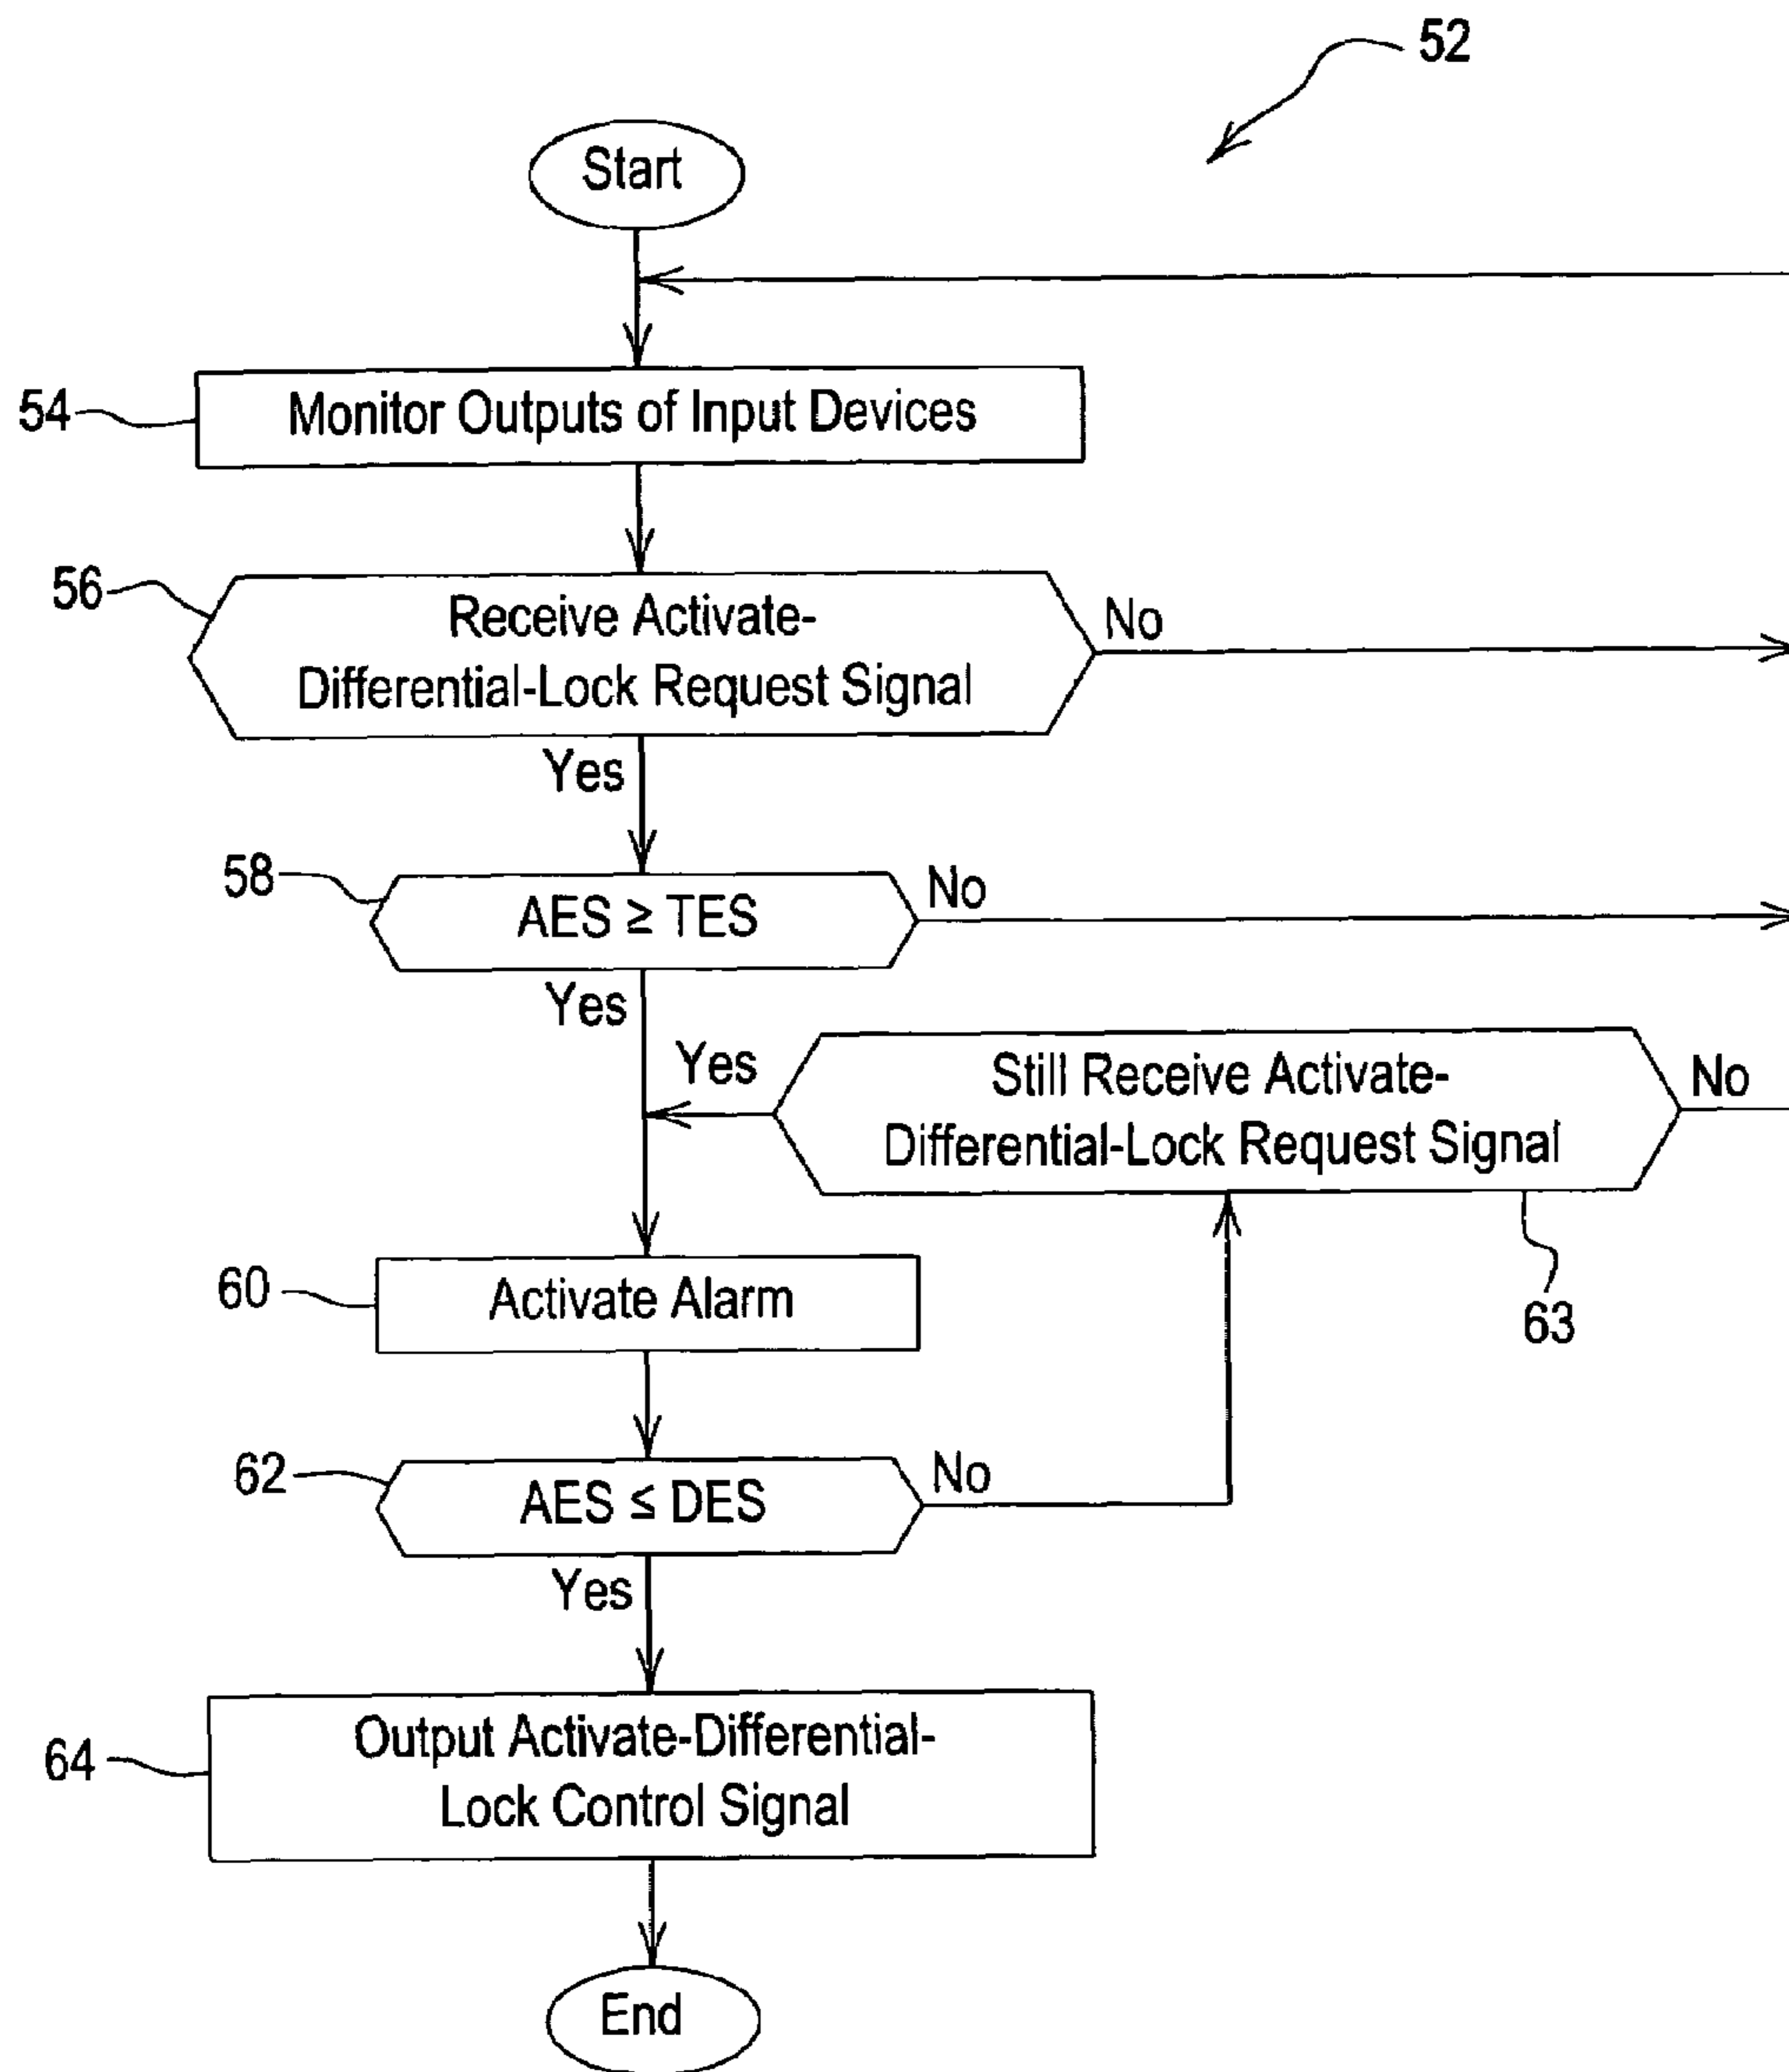 52
Start
54
Monitor Outputs of Input Devices
56
Receive Activate-
Differential-Lock Request Signal
No
Yes
58
AES ≥ TES
No
Yes
Yes
Still Receive Activate-
Differential-Lock Request Signal
No
63
60
Activate Alarm
62
AES ≤ DES
No
Yes
64
Output Activate-Differential-
Lock Control Signal
End